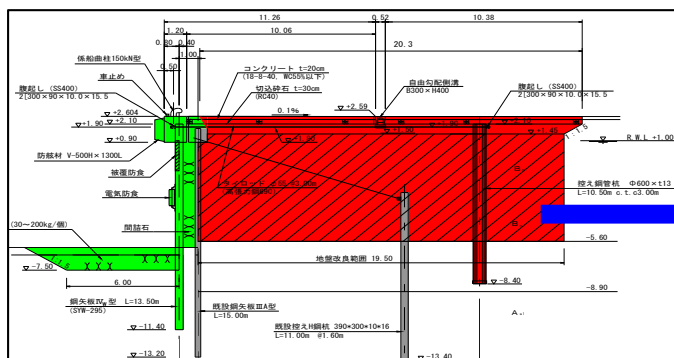 11.26
0.52
10.38
1.20
10.06
0.80
0.40
20.3
1.00
係船曲柱150kN型
0.50
車止め
コンクリート t=20cm
(18-8-40, WC55%以下)
切込砕石 t=30cm
(RC40)
自由勾配側溝
B300×H400
腹起し (SS400)
2[300×90×10.0×15.5
腹起し (SS400)
2[300×90×10.0×15.5
0.1%
+2.59
+2.604
+2.10
+1.90
+0.90
+1.50
+1.45
1:1.5
R.W.L +1.00
防舷材 V-500H×1300L
被覆防食
電気防食
間詰石
(30～200kg/個)
控え鋼管杭 Φ600×t13
L=10.50m c.t.c3.00m
-5.60
地盤改良範囲 19.50
-7.50
6.00
-8.40
-8.90
鋼矢板Ⅳw型 L=13.50m
(SYW-295)
既設鋼矢板ⅢA型
L=15.00m
既設控えH鋼杭 390*300*10*16
L=11.00m @1.60m
-11.40
-13.20
-13.40